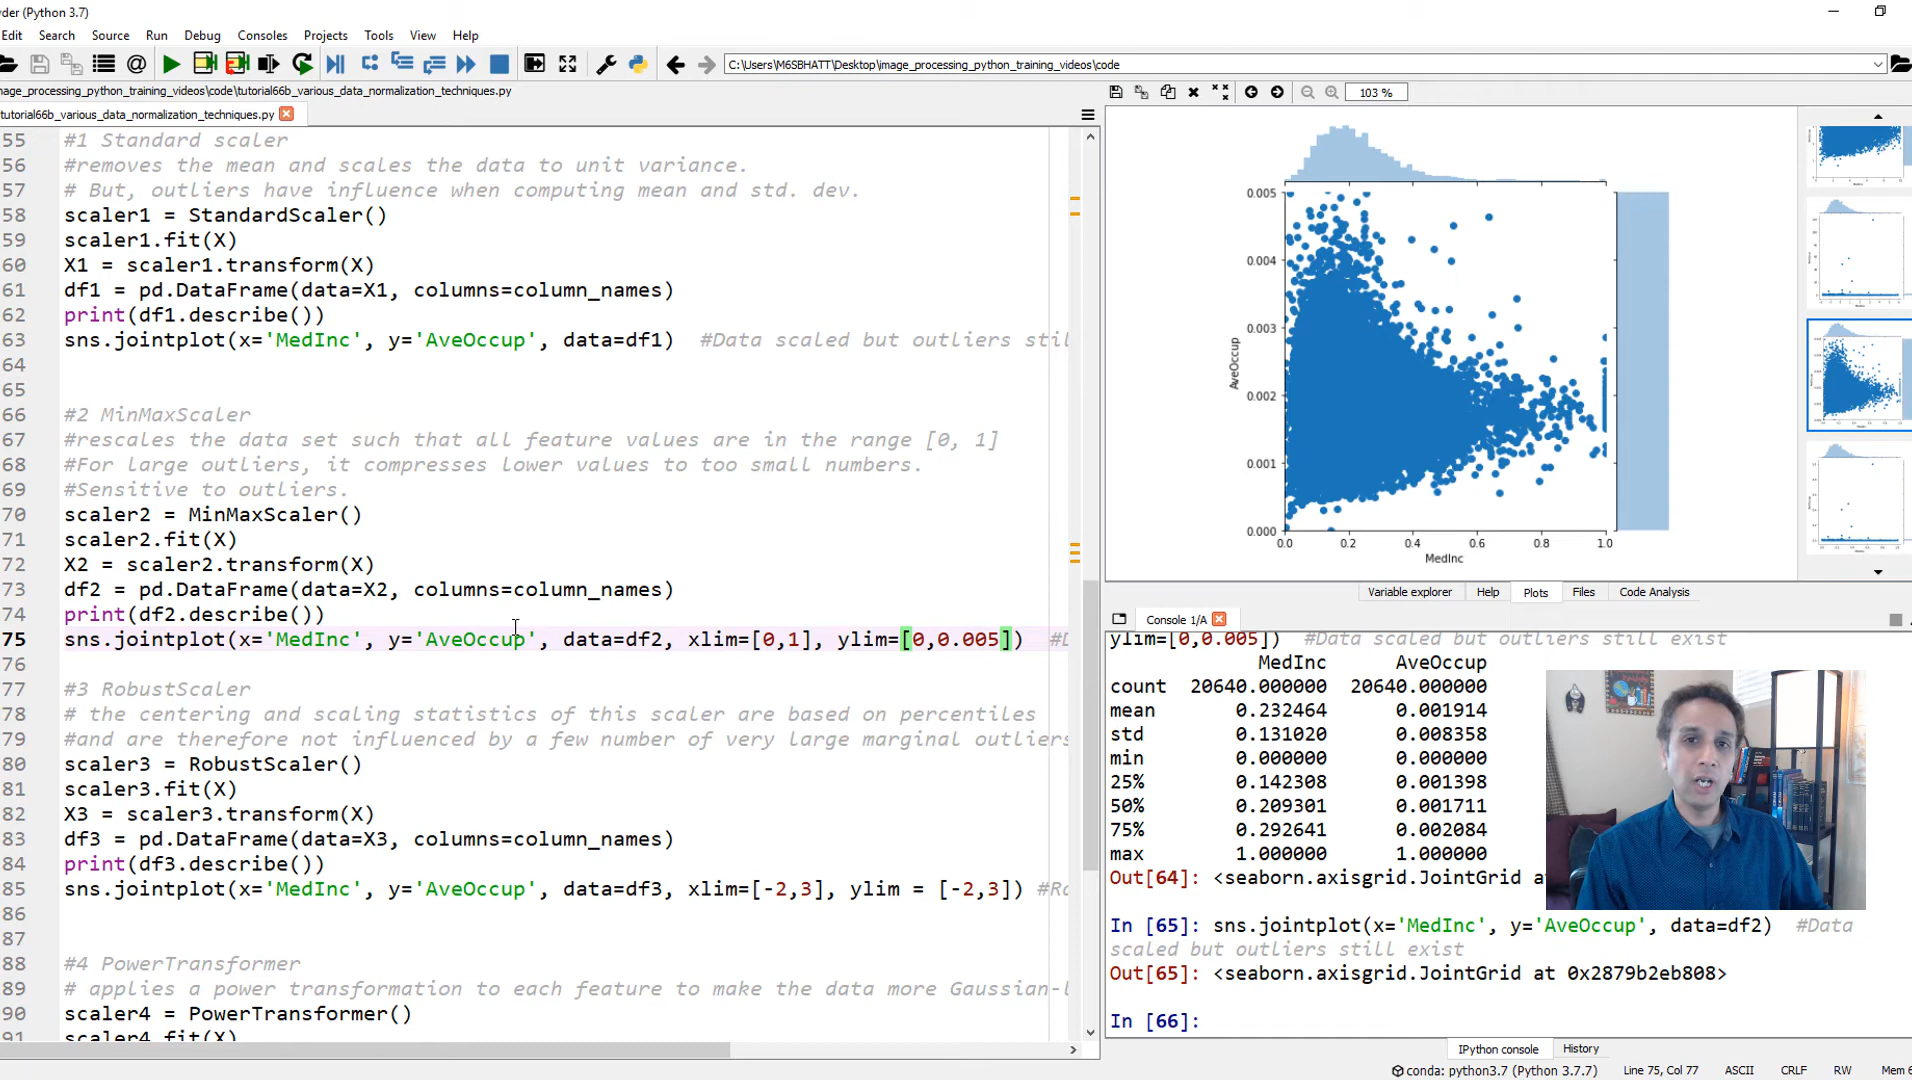 der (Python 3.7)
Edit Search Source Run Debug Consoles Projects Tools View Help
C:\Users\M6SBHATT\Desktop\image_processing_python_training_videos\code
mage_processing_python_training_videos\code\tutorial66b_various_data_normalization_techniques.py
tutorial66b_various_data_normalization_techniques.py
55 #1 Standard scaler
56 #removes the mean and scales the data to unit variance.
57 # But, outliers have influence when computing mean and std. dev.
58 scaler1 = StandardScaler()
59 scaler1.fit(X)
60 X1 = scaler1.transform(X)
61 df1 = pd.DataFrame(data=X1, columns=column_names)
62 print(df1.describe())
63 sns.jointplot(x='MedInc', y='AveOccup', data=df1)  #Data scaled but outliers stil
64
65
66 #2 MinMaxScaler
67 #rescales the data set such that all feature values are in the range [0, 1]
68 #For large outliers, it compresses lower values to too small numbers.
69 #Sensitive to outliers.
70 scaler2 = MinMaxScaler()
71 scaler2.fit(X)
72 X2 = scaler2.transform(X)
73 df2 = pd.DataFrame(data=X2, columns=column_names)
74 print(df2.describe())
75 sns.jointplot(x='MedInc', y='AveOccup', data=df2, xlim=[0,1], ylim=[0,0.005])  #D
76
77 #3 RobustScaler
78 # the centering and scaling statistics of this scaler are based on percentiles
79 #and are therefore not influenced by a few number of very large marginal outliers
80 scaler3 = RobustScaler()
81 scaler3.fit(X)
82 X3 = scaler3.transform(X)
83 df3 = pd.DataFrame(data=X3, columns=column_names)
84 print(df3.describe())
85 sns.jointplot(x='MedInc', y='AveOccup', data=df3, xlim=[-2,3], ylim = [-2,3]) #Ro
86
87
88 #4 PowerTransformer
89 # applies a power transformation to each feature to make the data more Gaussian-l
90 scaler4 = PowerTransformer()
91 scaler4.fit(X)
103 %
0.005
0.004
0.003
0.002
0.001
0.000
AveOccup
0.0 0.2 0.4 0.6 0.8 1.0
MedInc
Variable explorer Help Plots Files Code Analysis
Console 1/A
ylim=[0,0.005])  #Data scaled but outliers still exist
MedInc AveOccup
count 20640.000000 20640.000000
mean 0.232464 0.001914
std 0.131020 0.008358
min 0.000000 0.000000
25% 0.142308 0.001398
50% 0.209301 0.001711
75% 0.292641 0.002084
max 1.000000 1.000000
Out[64]: <seaborn.axisgrid.JointGrid a
In [65]: sns.jointplot(x='MedInc', y='AveOccup', data=df2)  #Data
scaled but outliers still exist
Out[65]: <seaborn.axisgrid.JointGrid at 0x2879b2eb808>
In [66]:
IPython console History
conda: python3.7 (Python 3.7.7) Line 75, Col 77 ASCII CRLF RW Mem 6